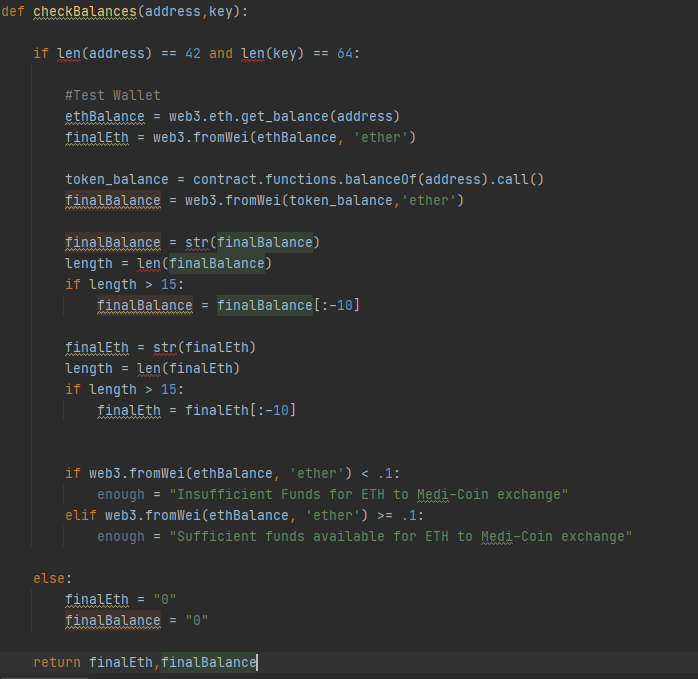 def checkBalances(address,key):
if len(address) == 42 and len(key) == 64:
#Test Wallet
ethBalance = web3.eth.get_balance(address)
finalEth = web3.fromWei(ethBalance, 'ether')
token_balance = contract.functions.balanceOf(address).call()
finalBalance = web3.fromWei(token_balance,'ether')
finalBalance = str(finalBalance)
length = len(finalBalance)
if length > 15:
finalBalance = finalBalance[:-10]
finalEth = str(finalEth)
length = len(finalEth)
if length > 15:
finalEth = finalEth[:-10]
if web3.fromWei(ethBalance, 'ether') < .1:
enough = "Insufficient Funds for ETH to Medi-Coin exchange"
elif web3.fromWei(ethBalance, 'ether') >= .1:
enough = "Sufficient funds available for ETH to Medi-Coin exchange"
else:
finalEth = "0"
finalBalance = "0"
return finalEth,finalBalance